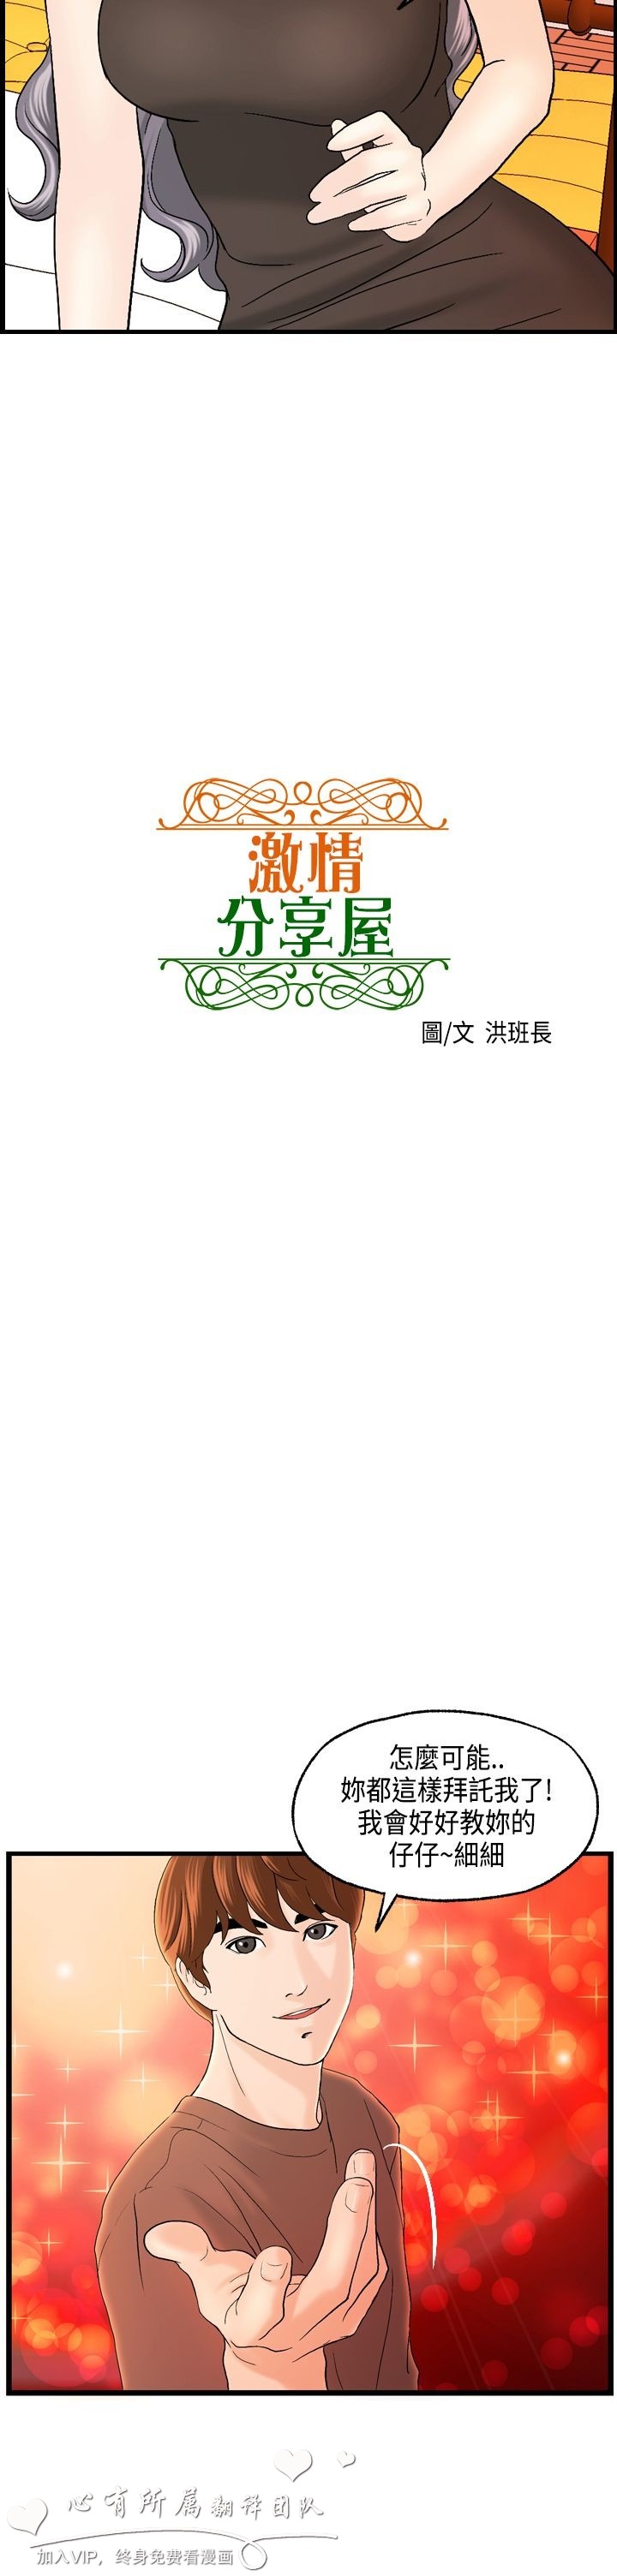 激情
分享屋
圖/文 洪班長
怎麼可能..
妳都這樣拜託我了!
我會好好教妳的
仔仔~細細
心有所属翻译团队
加入VIP，终身免费看漫画